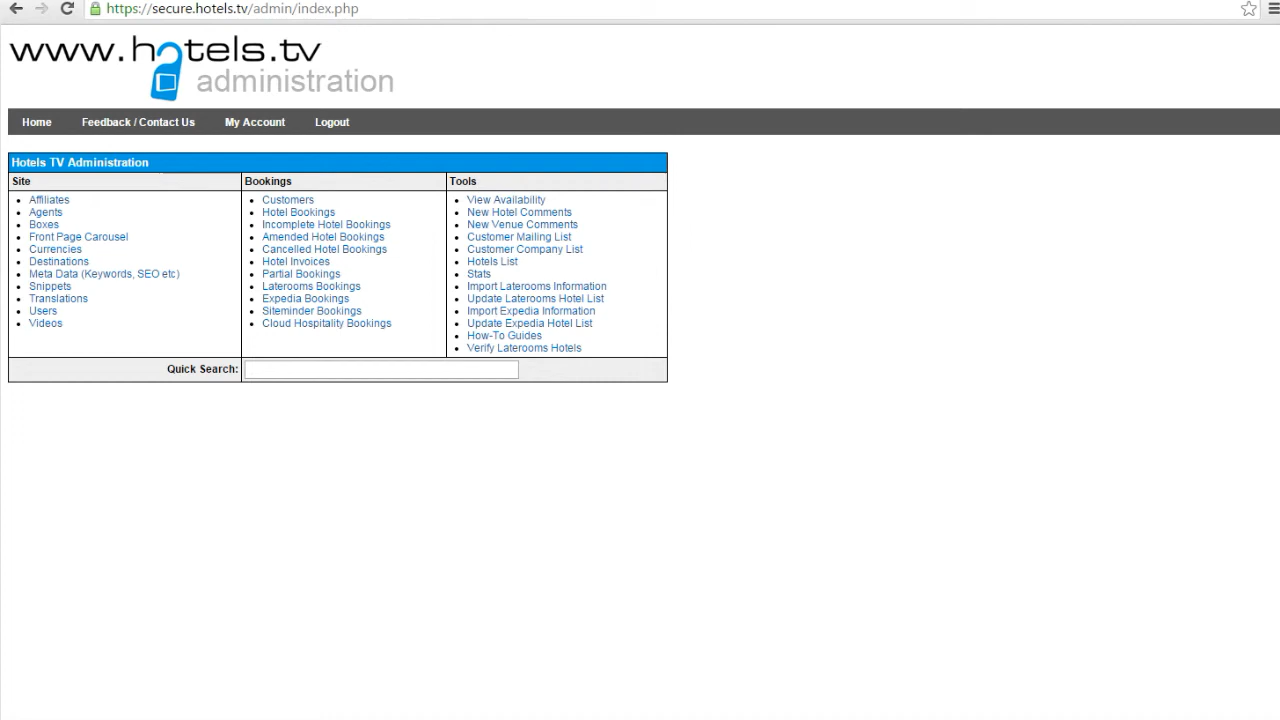 https://secure.hotels.tv/admin/index.php
www.hotels.tv
administration
Home Feedback / Contact Us My Account Logout
Hotels TV Administration
Site Bookings Tools
Affiliates
Agents
Boxes
Front Page Carousel
Currencies
Destinations
Meta Data (Keywords, SEO etc)
Snippets
Translations
Users
Videos
Customers
Hotel Bookings
Incomplete Hotel Bookings
Amended Hotel Bookings
Cancelled Hotel Bookings
Hotel Invoices
Partial Bookings
Laterooms Bookings
Expedia Bookings
Siteminder Bookings
Cloud Hospitality Bookings
View Availability
New Hotel Comments
New Venue Comments
Customer Mailing List
Customer Company List
Hotels List
Stats
Import Laterooms Information
Update Laterooms Hotel List
Import Expedia Information
Update Expedia Hotel List
How-To Guides
Verify Laterooms Hotels
Quick Search: